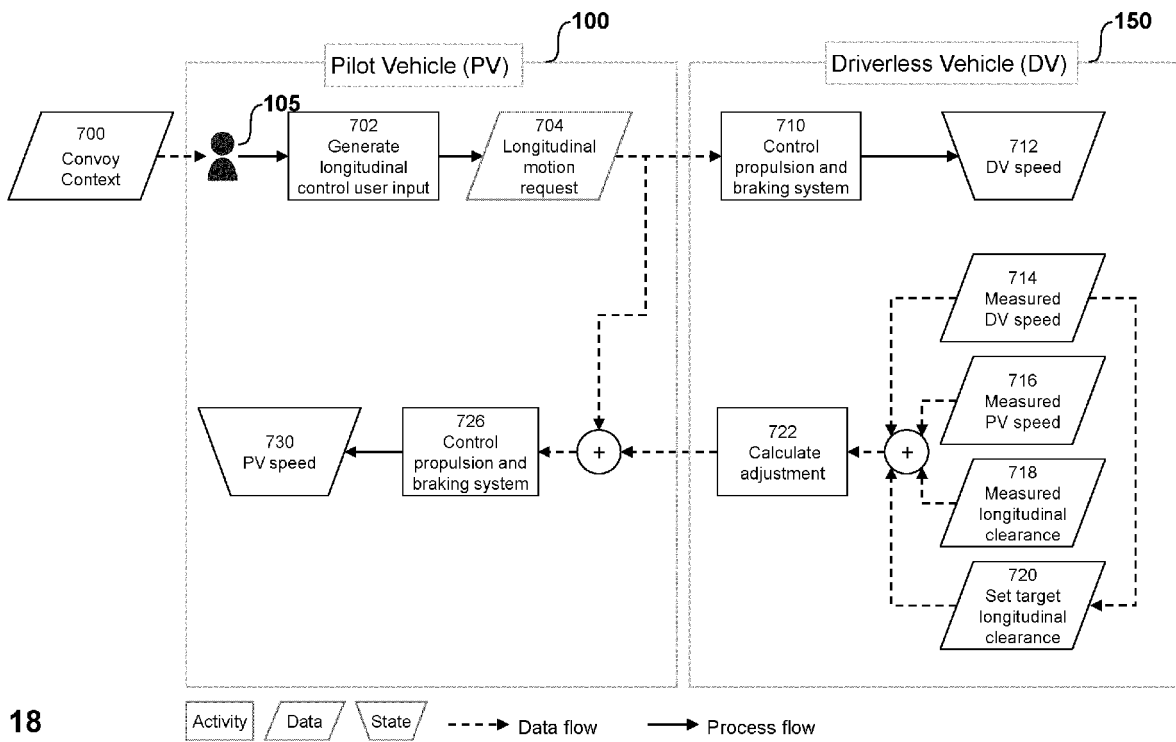 100
150
Pilot Vehicle (PV)
Driverless Vehicle (DV)
105
700
Convoy
Context
702
Generate
longitudinal
control user input
704
Longitudinal
motion
request
710
Control
propulsion and
braking system
712
DV speed
714
Measured
DV speed
716
Measured
PV speed
718
Measured
longitudinal
clearance
720
Set target
longitudinal
clearance
722
Calculate
adjustment
+
+
726
Control
propulsion and
braking system
730
PV speed
18
Activity
Data
State
Data flow
Process flow